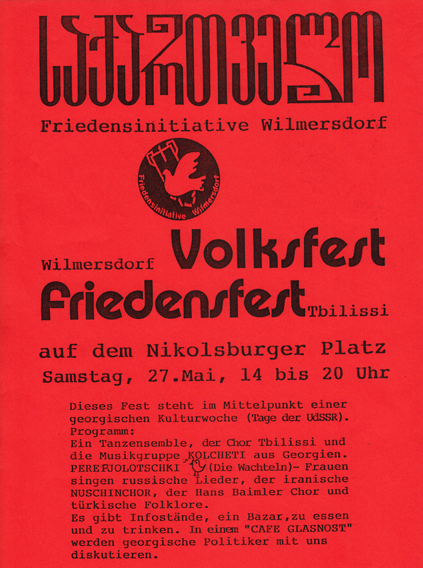 საქართველო
Friedensinitiative Wilmersdorf
Friedensinitiative Wilmersdorf
Wilmersdorf Volksfest
Friedensfest Tbilissi
auf dem Nikolsburger Platz
Samstag, 27.Mai, 14 bis 20 Uhr
Dieses Fest steht im Mittelpunkt einer
georgischen Kulturwoche (Tage der UdSSR).
Programm:
Ein Tanzensemble, der Chor Tbilissi und
die Musikgruppe KOLCHETI aus Georgien.
PEREPJOLOTSCHKI (Die Wachteln)- Frauen
singen russische Lieder, der iranische
NUSCHINCHOR, der Hans Baimler Chor und
türkische Folklore.
Es gibt Infostände, ein Bazar,zu essen
und zu trinken. In einem "CAFE GLASNOST"
werden georgische Politiker mit uns
diskutieren.